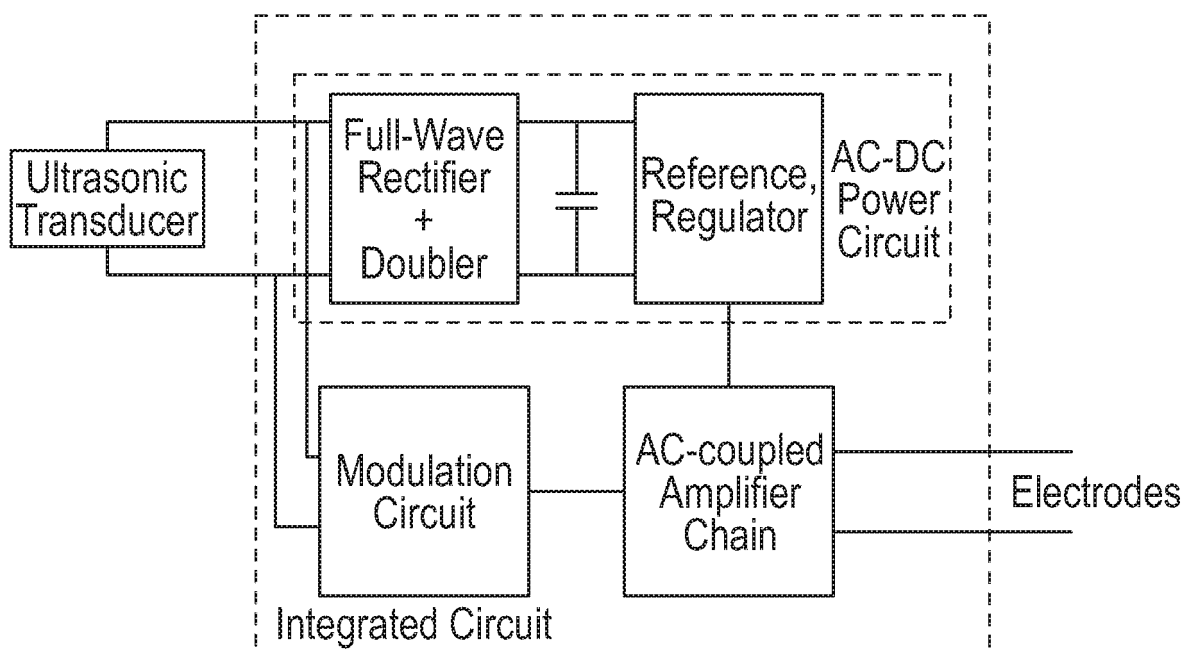 Ultrasonic
Transducer
Full-Wave
Rectifier
+
Doubler
Reference,
Regulator
AC-DC
Power
Circuit
Modulation
Circuit
AC-coupled
Amplifier
Chain
Electrodes
Integrated Circuit